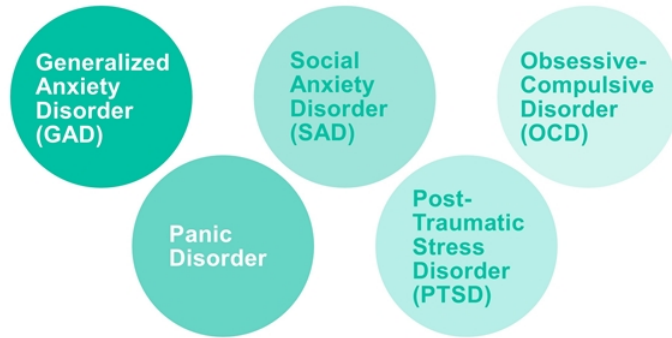 Generalized
Anxiety
Disorder
(GAD)
Panic
Disorder
Social
Anxiety
Disorder
(SAD)
Post-
Traumatic
Stress
Disorder
(PTSD)
Obsessive-
Compulsive
Disorder
(OCD)